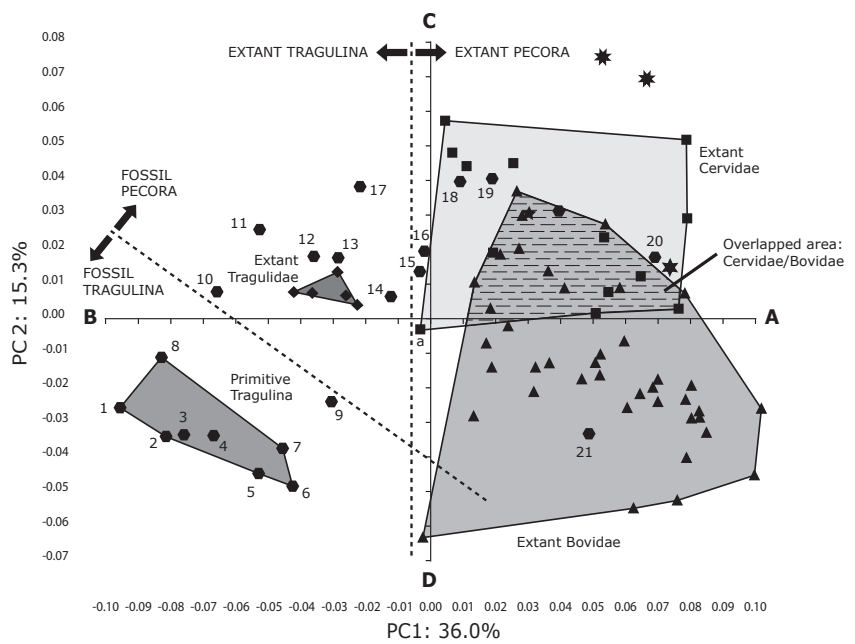 C
0.08
0.07
0.06
0.05
0.04
0.03
0.02
0.01
0.00
-0.01
-0.02
-0.03
-0.04
-0.05
-0.06
-0.07
PC 2: 15.3%
EXTANT TRAGULINA
EXTANT PECORA
FOSSIL
PECORA
FOSSIL
TRAGULINA
Extant
Cervidae
17
18
19
11
12
13
16
15
14
10
20
Extant
Tragulidae
Overlapped area:
Cervidae/Bovidae
B
A
a
8
Primitive
Tragulina
1
2
3
4
5
6
7
9
21
Extant Bovidae
D
-0.10 -0.09 -0.08 -0.07 -0.06 -0.05 -0.04 -0.03 -0.02 -0.01 0.00 0.01 0.02 0.03 0.04 0.05 0.06 0.07 0.08 0.09 0.10
PC1: 36.0%